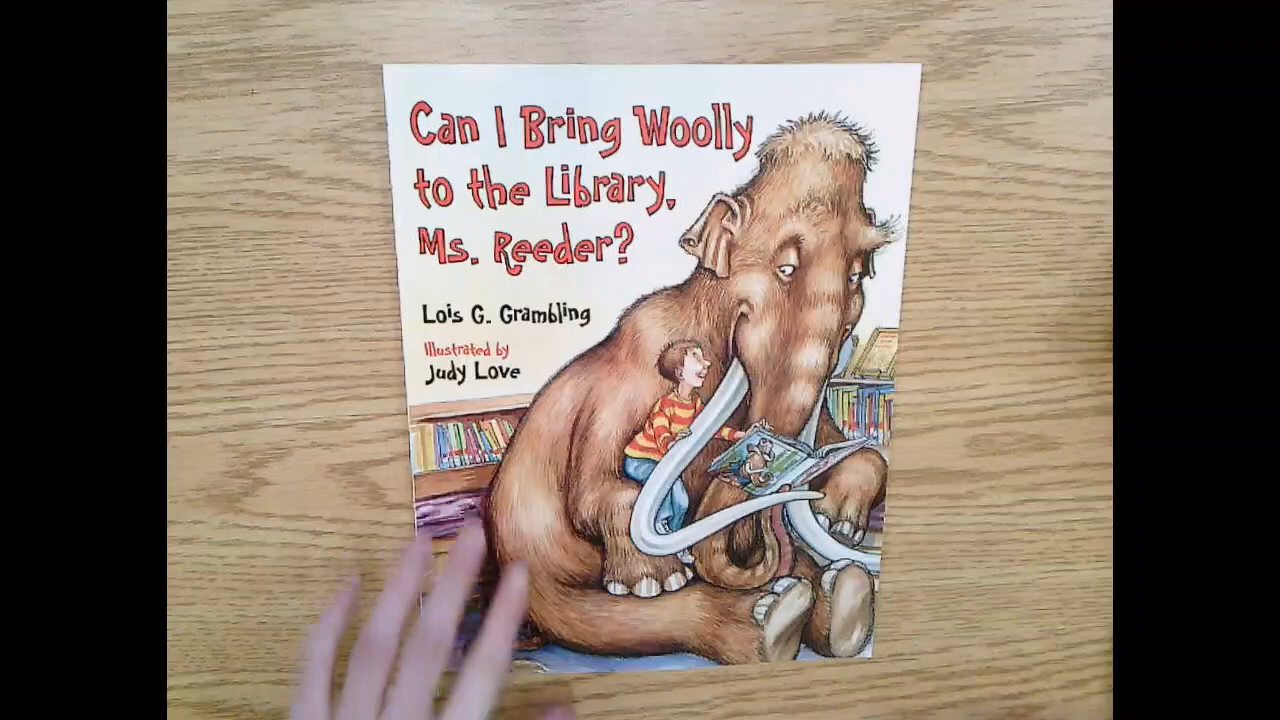 Can I Bring Woolly
to the Library,
Ms. Reeder?
Lois G. Grambling
Illustrated by
Judy Love